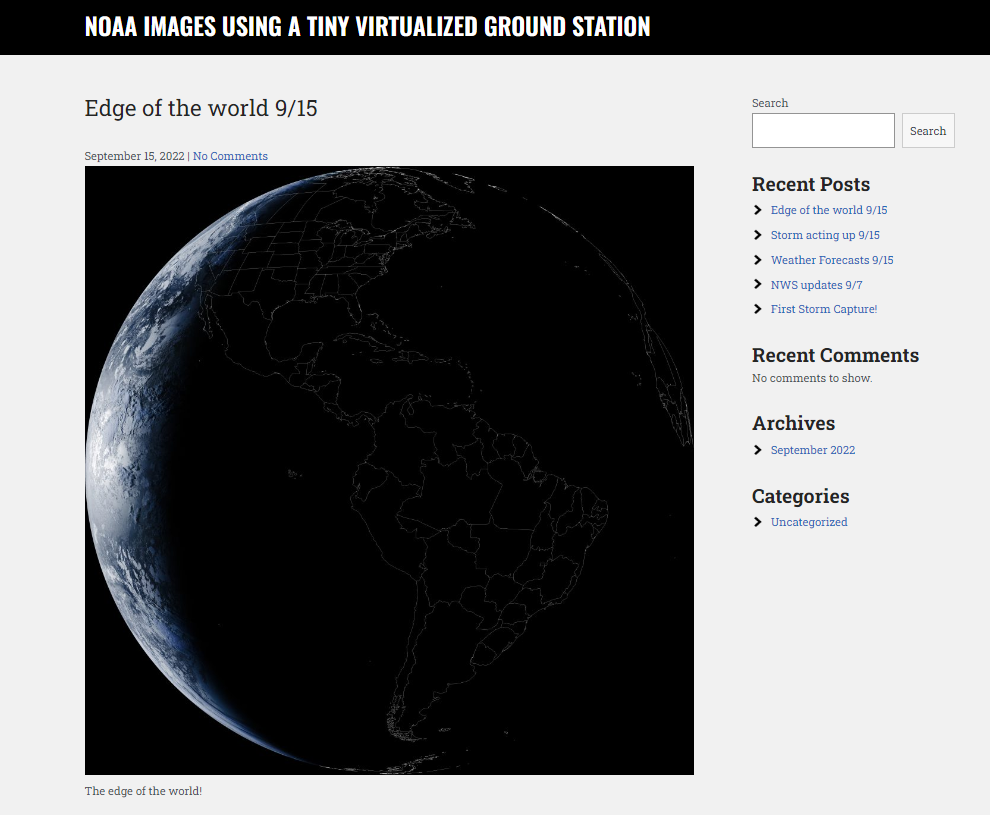 NOAA IMAGES USING A TINY VIRTUALIZED GROUND STATION
Edge of the world 9/15
September 15, 2022 | No Comments
The edge of the world!
Search
Search
Recent Posts
Edge of the world 9/15
Storm acting up 9/15
Weather Forecasts 9/15
NWS updates 9/7
First Storm Capture!
Recent Comments
No comments to show.
Archives
September 2022
Categories
Uncategorized